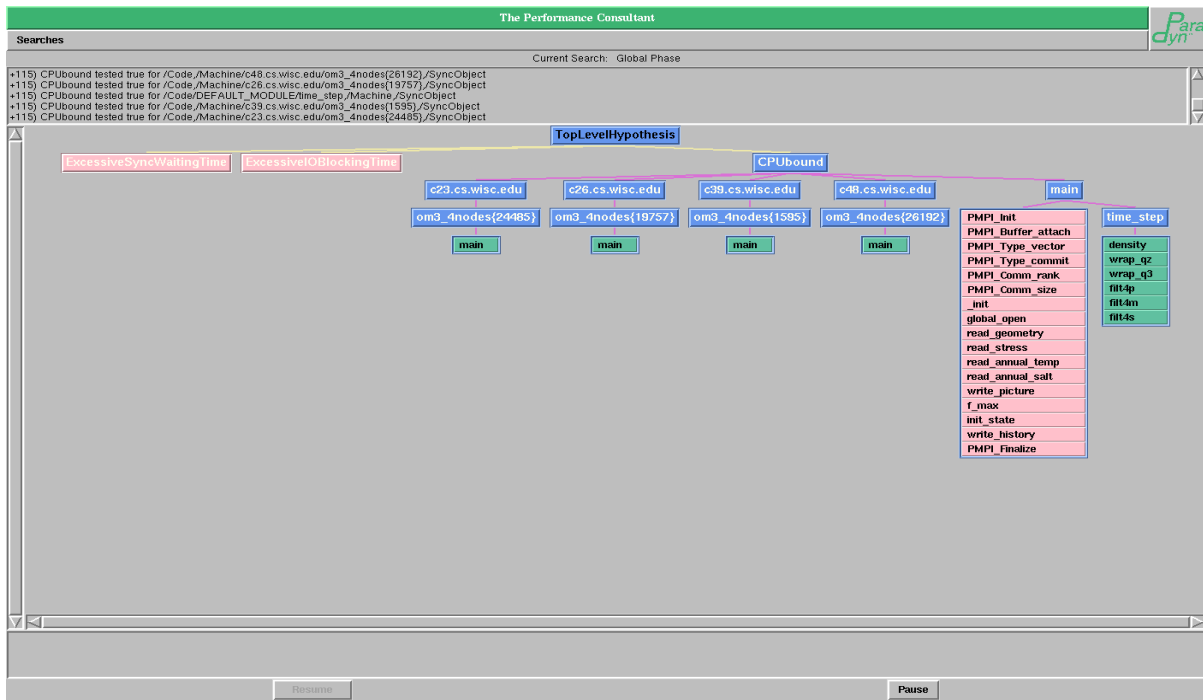 The Performance Consultant
Paradyn
Searches
Current Search: Global Phase
+115) CPUbound tested true for /Code,/Machine/c48.cs.wisc.edu/om3_4nodes{26192},/SyncObject
+115) CPUbound tested true for /Code,/Machine/c26.cs.wisc.edu/om3_4nodes{19757},/SyncObject
+115) CPUbound tested true for /Code/DEFAULT_MODULE/time_step,/Machine,/SyncObject
+115) CPUbound tested true for /Code,/Machine/c39.cs.wisc.edu/om3_4nodes{1595},/SyncObject
+115) CPUbound tested true for /Code,/Machine/c23.cs.wisc.edu/om3_4nodes{24485},/SyncObject
TopLevelHypothesis
ExcessiveSyncWaitingTime ExcessiveIOBlockingTime CPUbound
c23.cs.wisc.edu c26.cs.wisc.edu c39.cs.wisc.edu c48.cs.wisc.edu main
om3_4nodes{24485} om3_4nodes{19757} om3_4nodes{1595} om3_4nodes{26192}
main main main main
PMPI_Init
PMPI_Buffer_attach
PMPI_Type_vector
PMPI_Type_commit
PMPI_Comm_rank
PMPI_Comm_size
_init
global_open
read_geometry
read_stress
read_annual_temp
read_annual_salt
write_picture
f_max
init_state
write_history
PMPI_Finalize
time_step
density
wrap_qz
wrap_q3
filt4p
filt4m
filt4s
Resume Pause